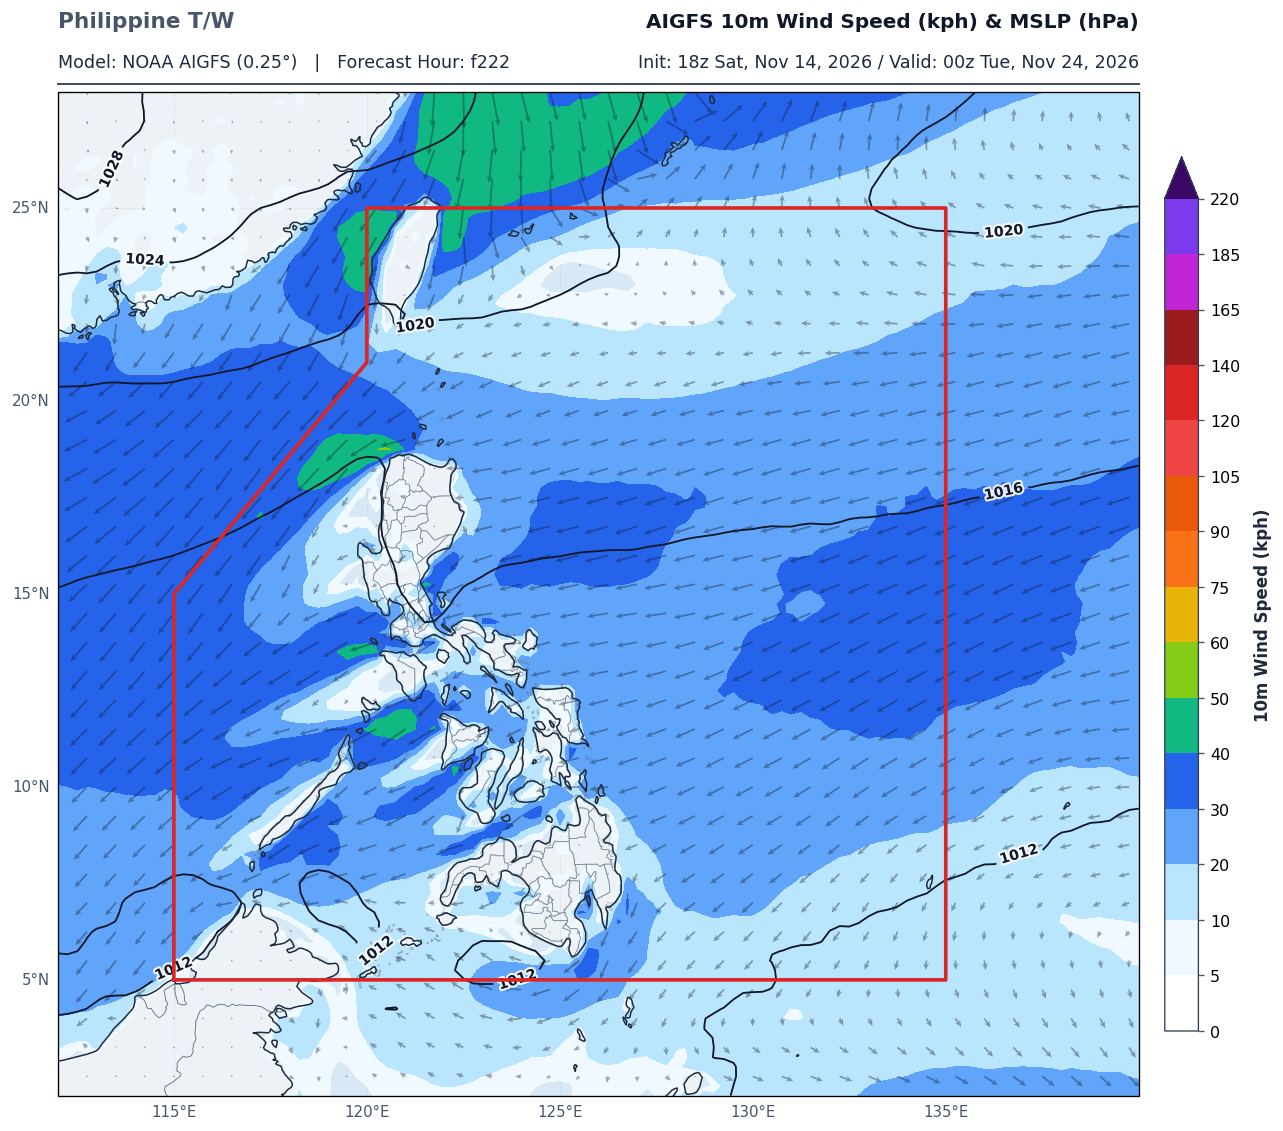 Philippine T/W
AIGFS 10m Wind Speed (kph) & MSLP (hPa)
Model: NOAA AIGFS (0.25°)   |   Forecast Hour: f222
Init: 18z Sat, Nov 14, 2026 / Valid: 00z Tue, Nov 24, 2026
1028
1024
1020
1020
1016
1012
1012
1012
1012
25°N
20°N
15°N
10°N
5°N
115°E
120°E
125°E
130°E
135°E
220
185
165
140
120
105
90
75
60
50
40
30
20
10
5
0
10m Wind Speed (kph)